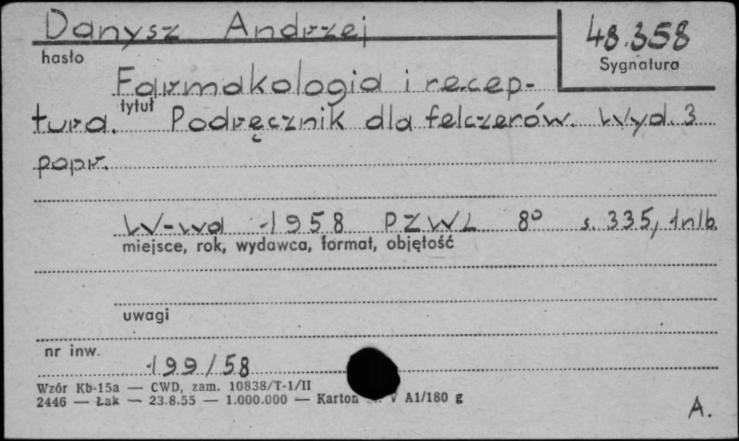 Danysz Andrzej
48.358
hasło
Sygnatura
Farmakologia i recep-
tytuł
tura. Podręcznik dla felczerów. Wyd. 3
popr.
W-wa 1958 PZWL 8° s. 335, 1nlb.
miejsce, rok, wydawca, format, objętość
uwagi
nr inw.
199/58
Wzór Kb-15a — CWD, zam. 10838/T-1/II
2446 — Łak — 23.8.55 — 1.000.000 — Karton V A1/180 g
A.